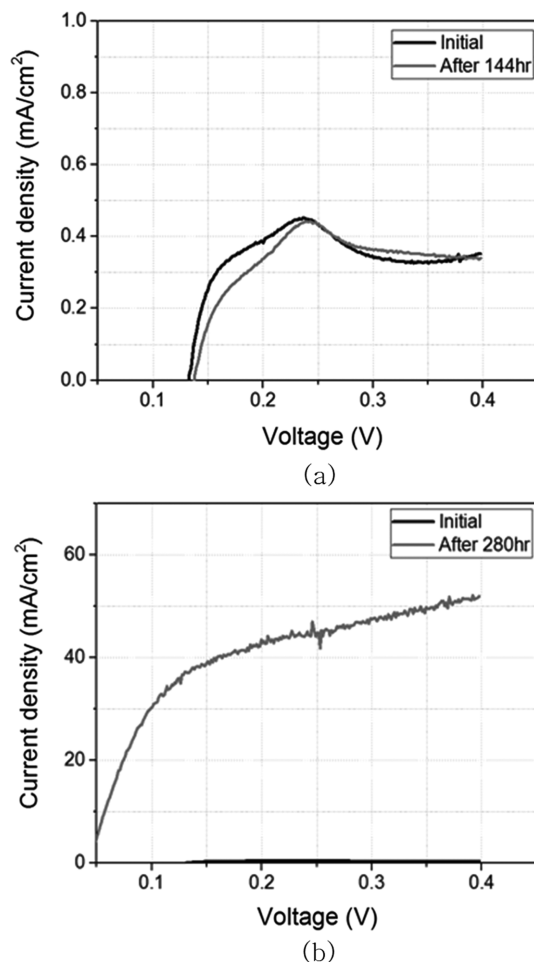 1.0
0.8
0.6
0.4
0.2
0.0
Current density (mA/cm²)
Initial
After 144hr
0.1
0.2
0.3
0.4
Voltage (V)
(a)
60
40
20
0
Current density (mA/cm²)
Initial
After 280hr
0.1
0.2
0.3
0.4
Voltage (V)
(b)